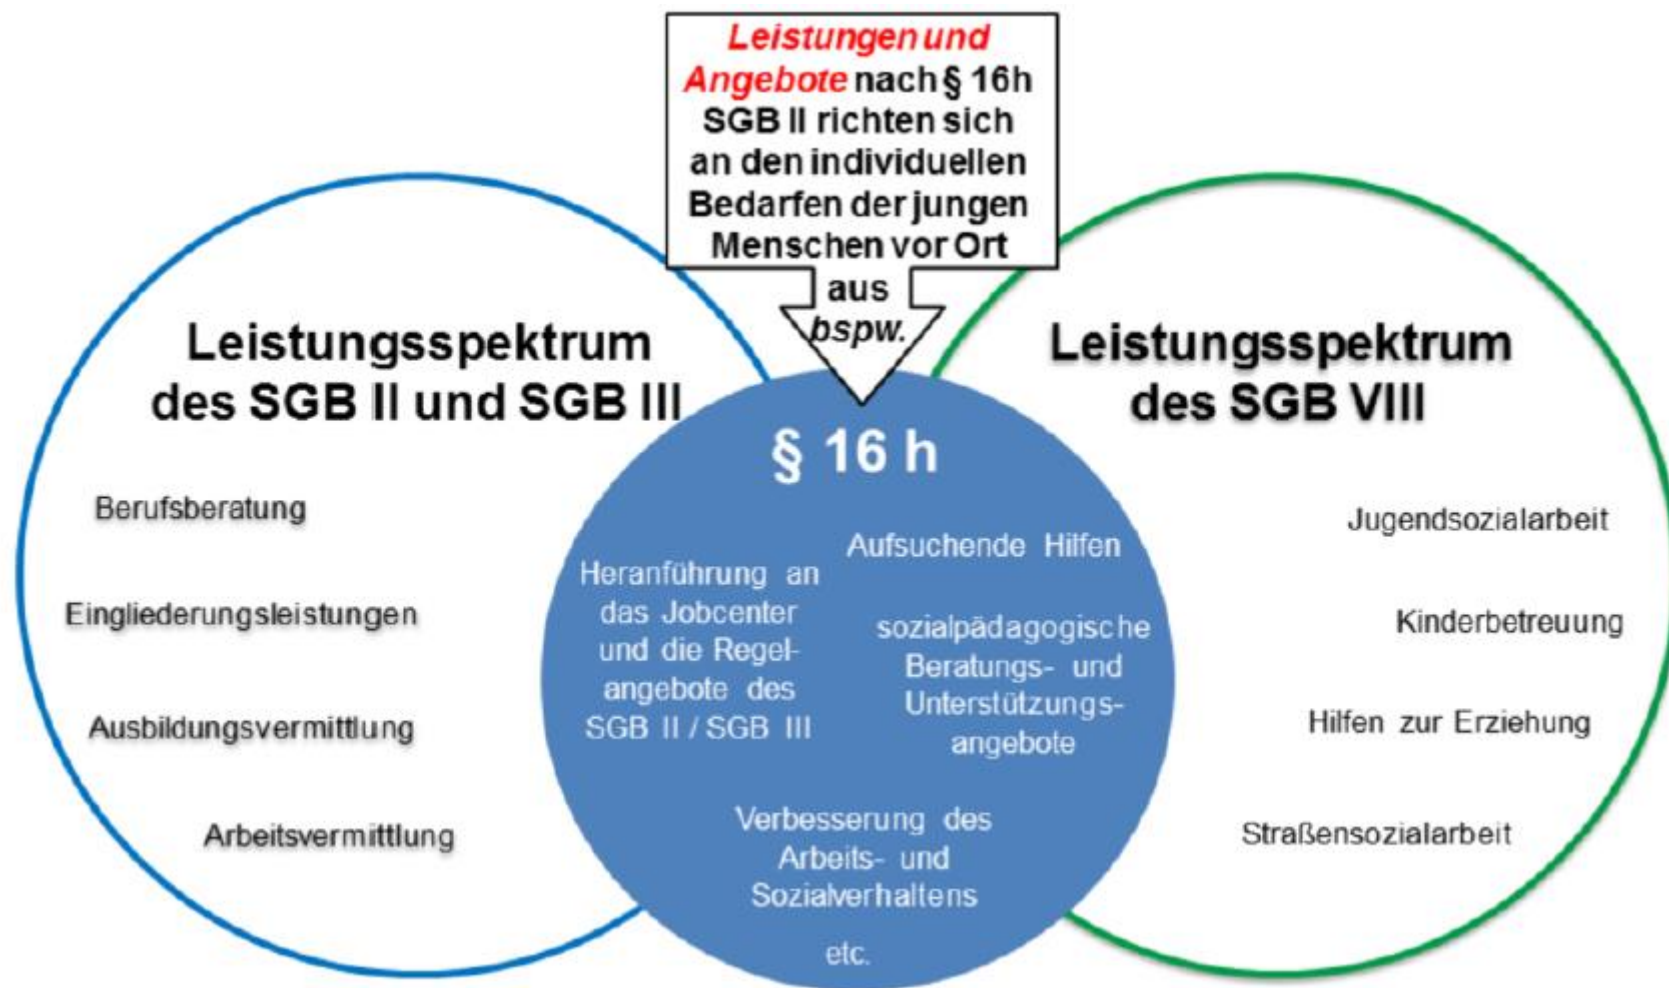 Leistungen und
Angebote nach § 16h
SGB II richten sich
an den individuellen
Bedarfen der jungen
Menschen vor Ort
aus
bspw.
Leistungsspektrum
des SGB II und SGB III
Berufsberatung
Eingliederungsleistungen
Ausbildungsvermittlung
Arbeitsvermittlung
§ 16 h
Heranführung an
das Jobcenter
und die Regel-
angebote des
SGB II / SGB III
Aufsuchende Hilfen
sozialpädagogische
Beratungs- und
Unterstützungs-
angebote
Verbesserung des
Arbeits- und
Sozialverhaltens
etc.
Leistungsspektrum
des SGB VIII
Jugendsozialarbeit
Kinderbetreuung
Hilfen zur Erziehung
Straßensozialarbeit